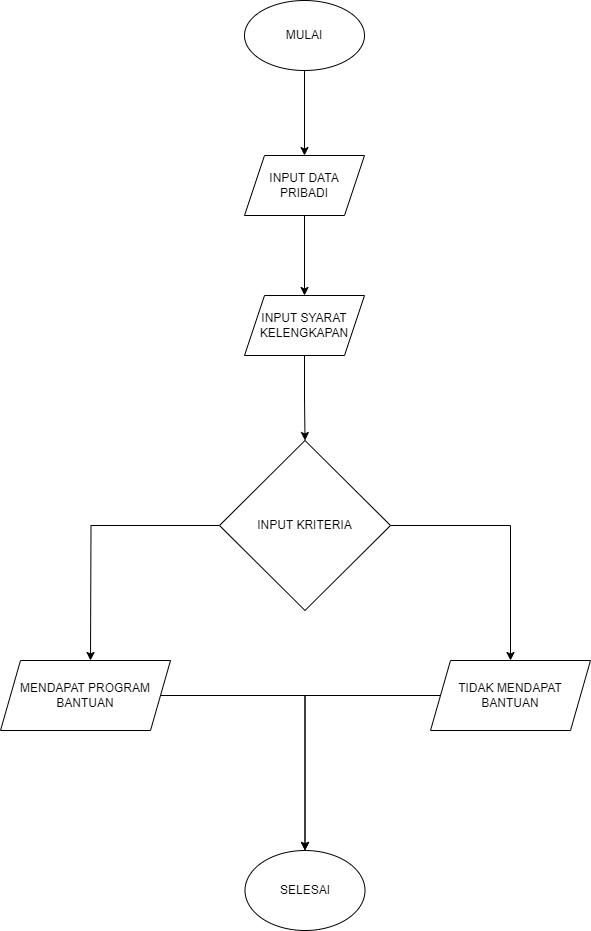 MULAI
INPUT DATA
PRIBADI
INPUT SYARAT
KELENGKAPAN
INPUT KRITERIA
MENDAPAT PROGRAM
BANTUAN
TIDAK MENDAPAT
BANTUAN
SELESAI